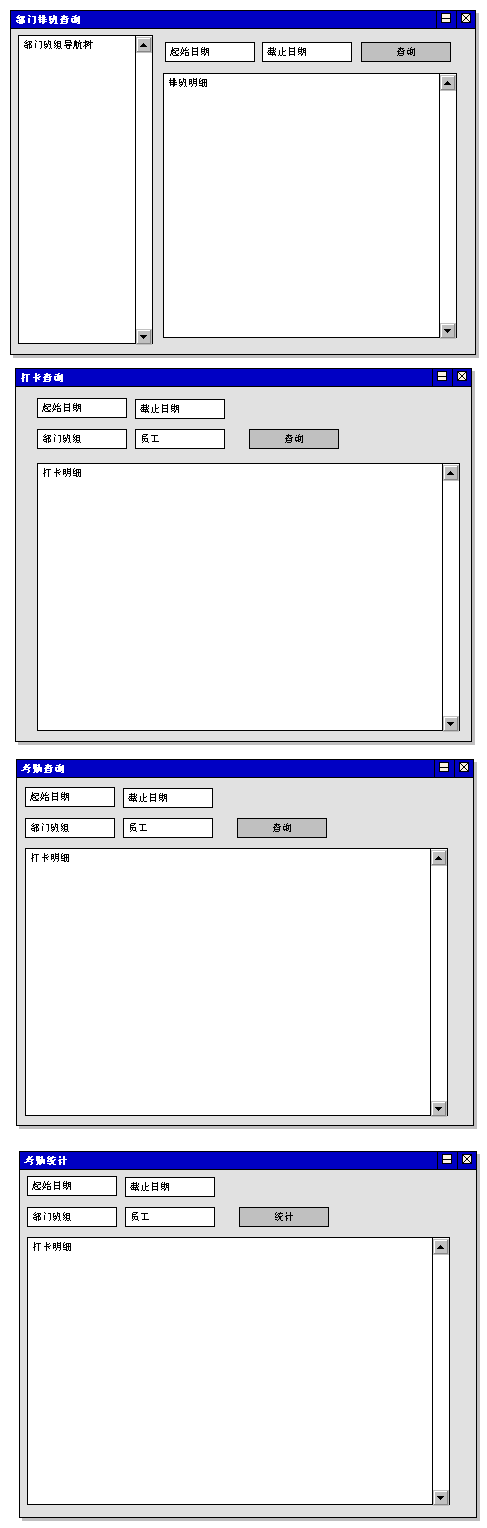 部门排班查询
部门班组导航树
起始日期 截止日期 查询
排班明细
打卡查询
起始日期 截止日期
部门班组 员工 查询
打卡明细
考勤查询
起始日期 截止日期
部门班组 员工 查询
打卡明细
考勤统计
起始日期 截止日期
部门班组 员工 统计
打卡明细